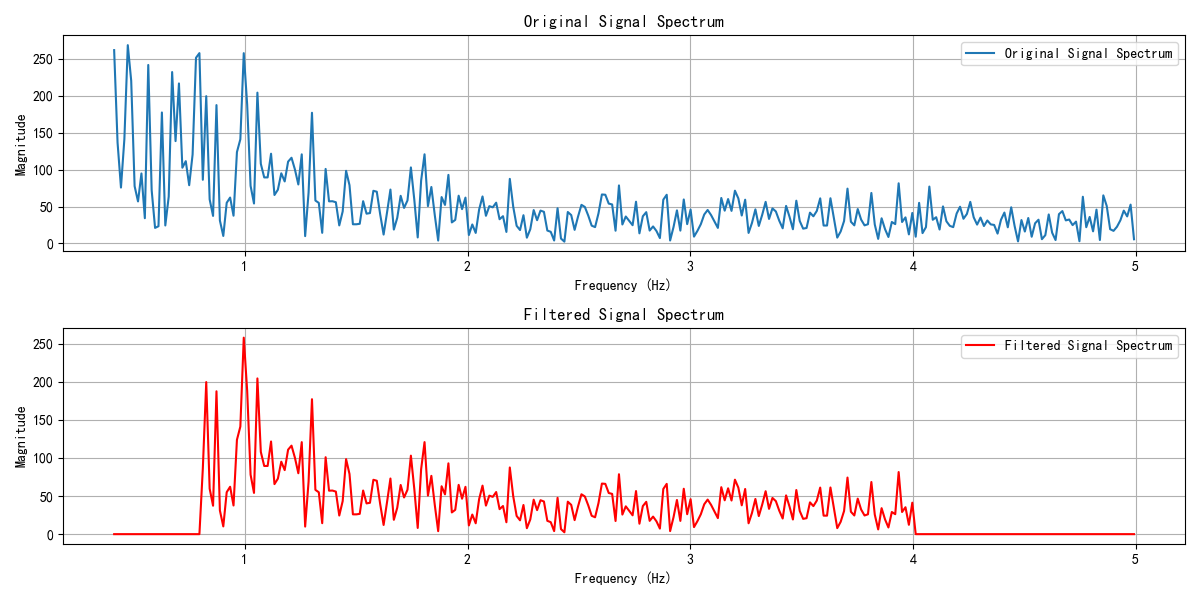 Original Signal Spectrum
Original Signal Spectrum
Magnitude
250
200
150
100
50
0
1 2 3 4 5
Frequency (Hz)
Filtered Signal Spectrum
Filtered Signal Spectrum
Magnitude
250
200
150
100
50
0
1 2 3 4 5
Frequency (Hz)